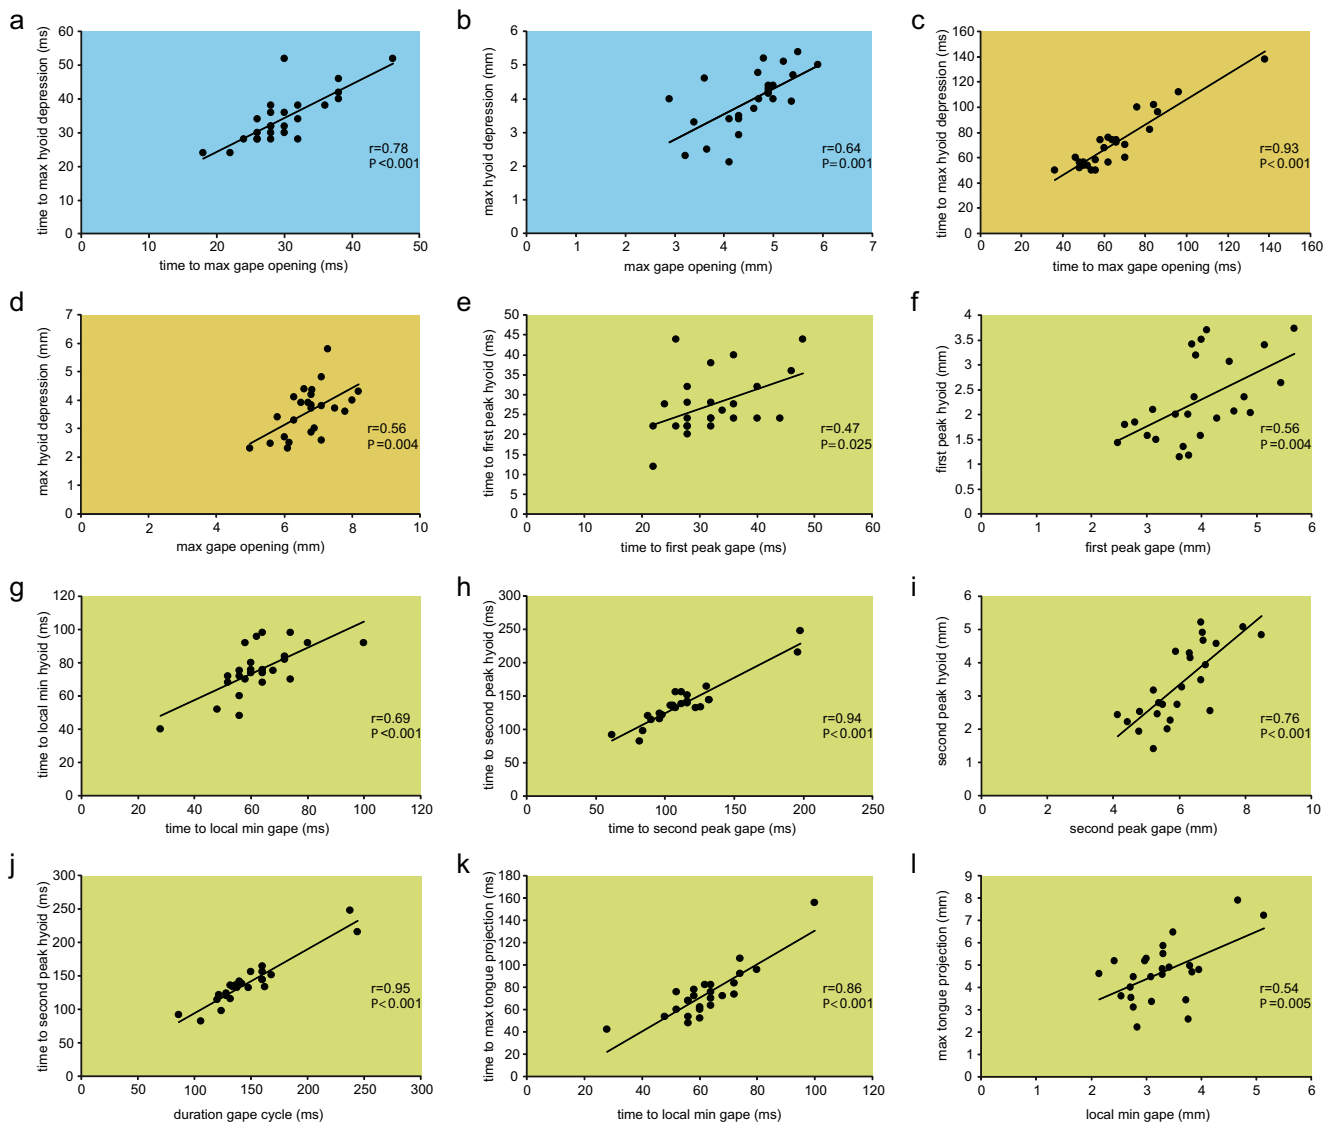 a
time to max hyoid depression (ms)
60
50
40
30
20
10
0
0 10 20 30 40 50
time to max gape opening (ms)
r=0.78
P<0.001
b
max hyoid depression (mm)
6
5
4
3
2
1
0
0 1 2 3 4 5 6 7
max gape opening (mm)
r=0.64
P=0.001
c
time to max hyoid depression (ms)
160
140
120
100
80
60
40
20
0
0 20 40 60 80 100 120 140 160
time to max gape opening (ms)
r=0.93
P<0.001
d
max hyoid depression (mm)
7
6
5
4
3
2
1
0
0 2 4 6 8 10
max gape opening (mm)
r=0.56
P=0.004
e
time to first peak hyoid (ms)
50
45
40
35
30
25
20
15
10
5
0
0 10 20 30 40 50 60
time to first peak gape (ms)
r=0.47
P=0.025
f
first peak hyoid (mm)
4
3.5
3
2.5
2
1.5
1
0.5
0
0 1 2 3 4 5 6
first peak gape (mm)
r=0.56
P=0.004
g
time to local min hyoid (ms)
120
100
80
60
40
20
0
0 20 40 60 80 100 120
time to local min gape (ms)
r=0.69
P<0.001
h
time to second peak hyoid (ms)
300
250
200
150
100
50
0
0 50 100 150 200 250
time to second peak gape (ms)
r=0.94
P<0.001
i
second peak hyoid (mm)
6
5
4
3
2
1
0
0 2 4 6 8 10
second peak gape (mm)
r=0.76
P<0.001
j
time to second peak hyoid (ms)
300
250
200
150
100
50
0
0 50 100 150 200 250 300
duration gape cycle (ms)
r=0.95
P<0.001
k
time to max tongue projection (ms)
180
160
140
120
100
80
60
40
20
0
0 20 40 60 80 100 120
time to local min gape (ms)
r=0.86
P<0.001
l
max tongue projection (mm)
9
8
7
6
5
4
3
2
1
0
0 1 2 3 4 5 6
local min gape (mm)
r=0.54
P=0.005